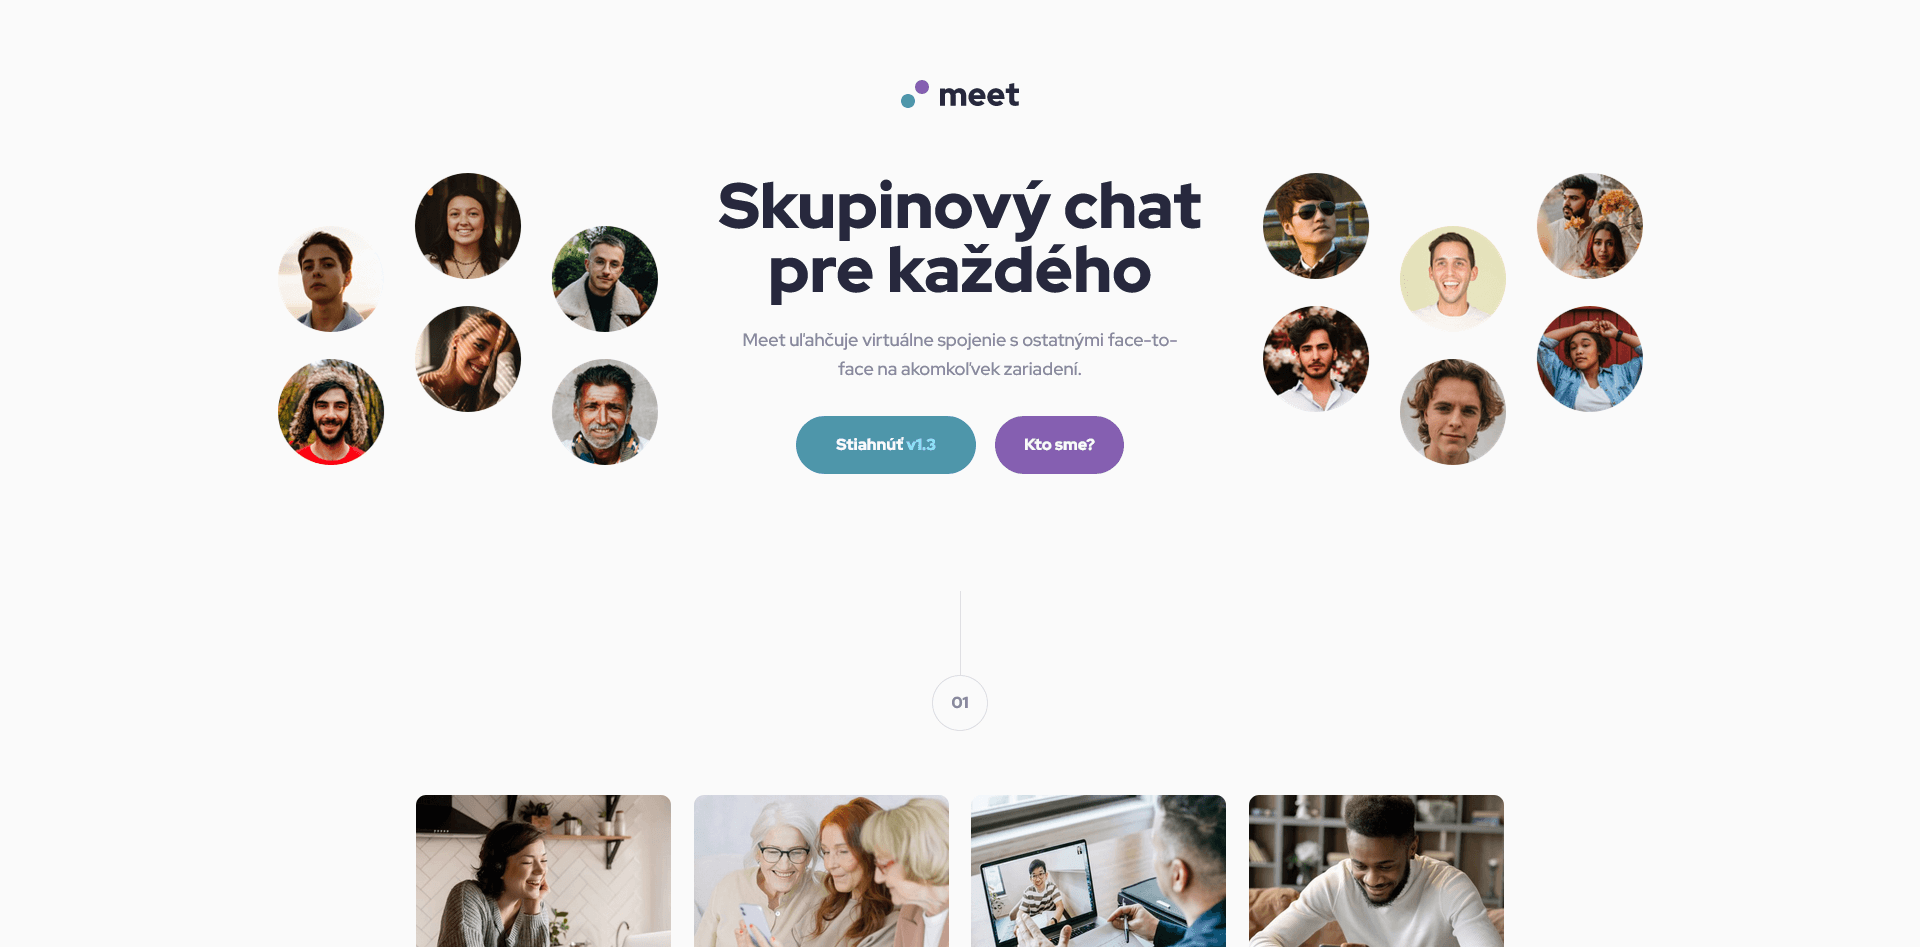 meet
Skupinový chat
pre každého
Meet uľahčuje virtuálne spojenie s ostatnými face-to-
face na akomkoľvek zariadení.
Stiahnúť v1.3
Kto sme?
01